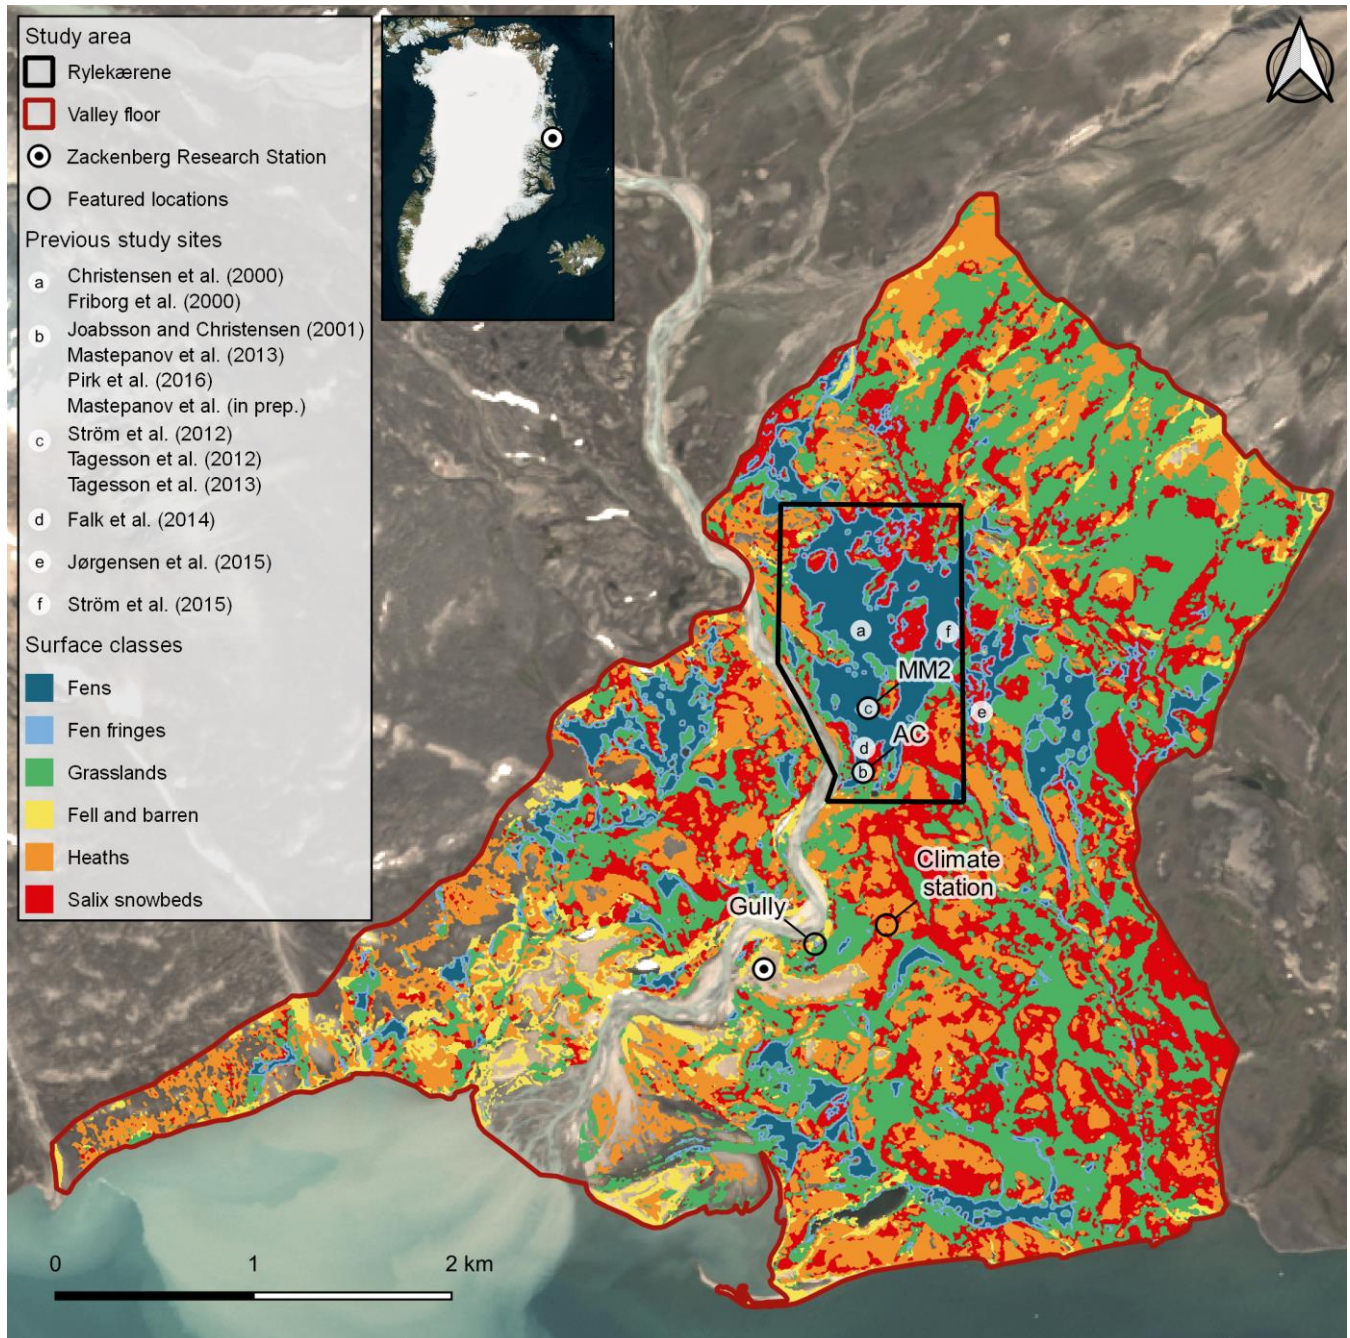 Study area
Rylekærene
Valley floor
Zackenberg Research Station
Featured locations
Previous study sites
a
Christensen et al. (2000)
Friborg et al. (2000)
b
Joabsson and Christensen (2001)
Mastepanov et al. (2013)
Pirk et al. (2016)
Mastepanov et al. (in prep.)
c
Ström et al. (2012)
Tagesson et al. (2012)
Tagesson et al. (2013)
d
Falk et al. (2014)
e
Jørgensen et al. (2015)
f
Ström et al. (2015)
Surface classes
Fens
Fen fringes
Grasslands
Fell and barren
Heaths
Salix snowbeds
a
f
MM2
c
e
AC
d
b
Climate
station
Gully
0 1 2 km